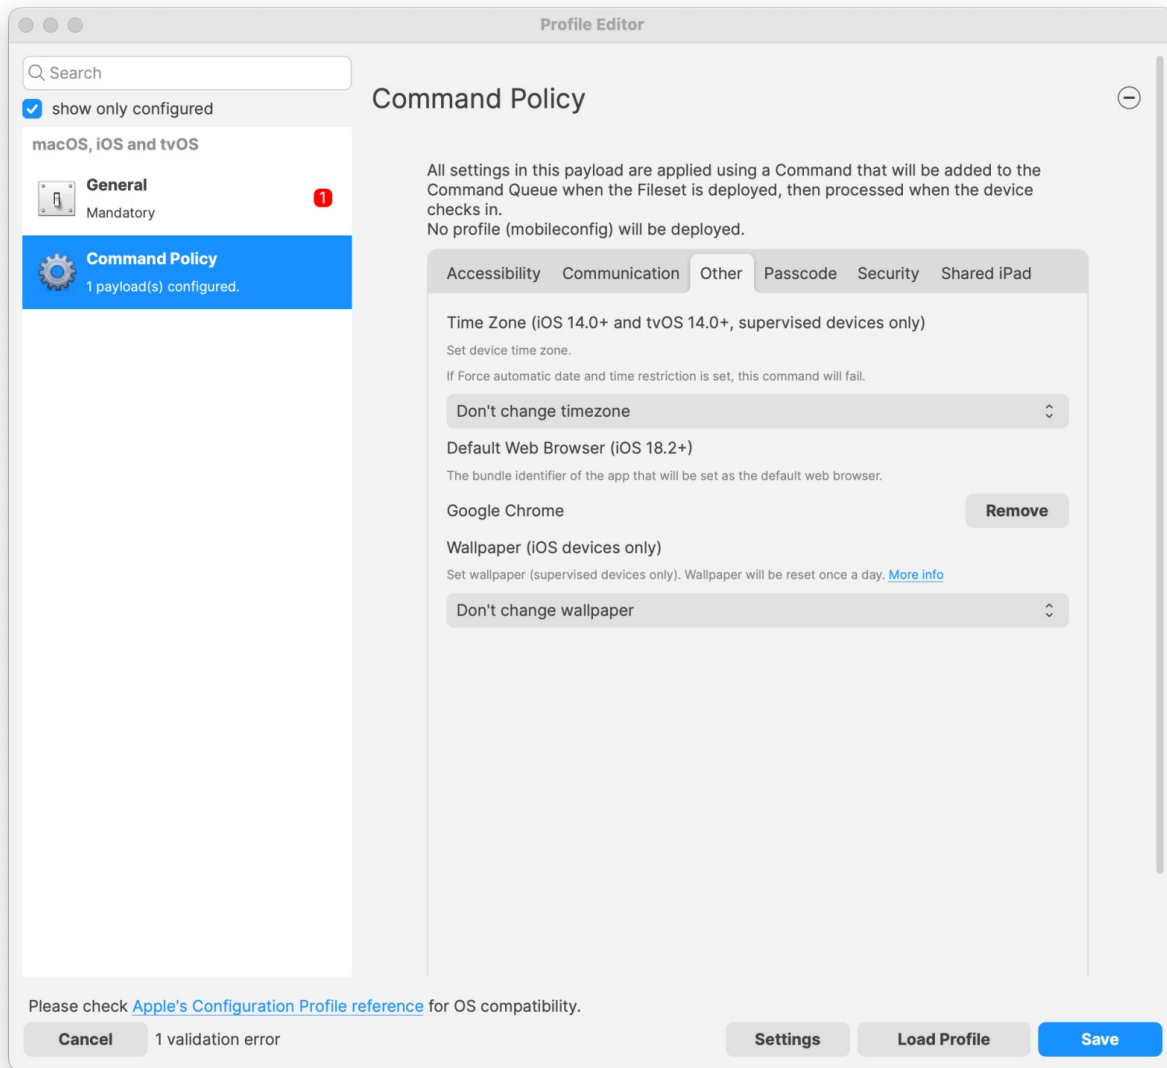 Profile Editor
Search
show only configured
macOS, iOS and tvOS
General
Mandatory
1
Command Policy
1 payload(s) configured.
Command Policy
All settings in this payload are applied using a Command that will be added to the
Command Queue when the Fileset is deployed, then processed when the device
checks in.
No profile (mobileconfig) will be deployed.
Accessibility Communication Other Passcode Security Shared iPad
Time Zone (iOS 14.0+ and tvOS 14.0+, supervised devices only)
Set device time zone.
If Force automatic date and time restriction is set, this command will fail.
Don't change timezone
Default Web Browser (iOS 18.2+)
The bundle identifier of the app that will be set as the default web browser.
Google Chrome Remove
Wallpaper (iOS devices only)
Set wallpaper (supervised devices only). Wallpaper will be reset once a day. More info
Don't change wallpaper
Please check Apple's Configuration Profile reference for OS compatibility.
Cancel 1 validation error Settings Load Profile Save